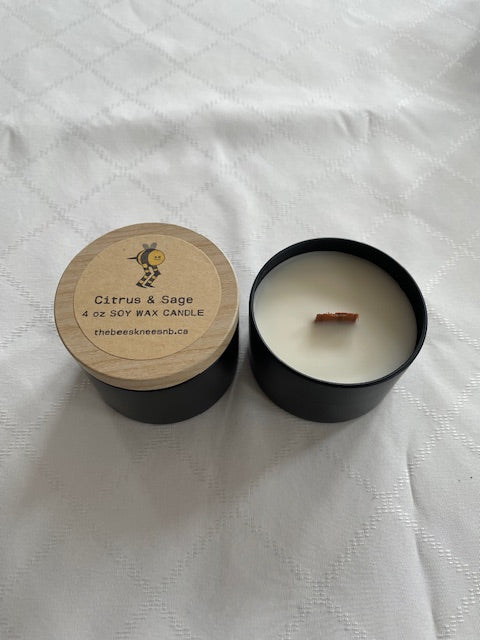 Citrus & Sage
4 oz SOY WAX CANDLE
thebeeskneesnb.ca